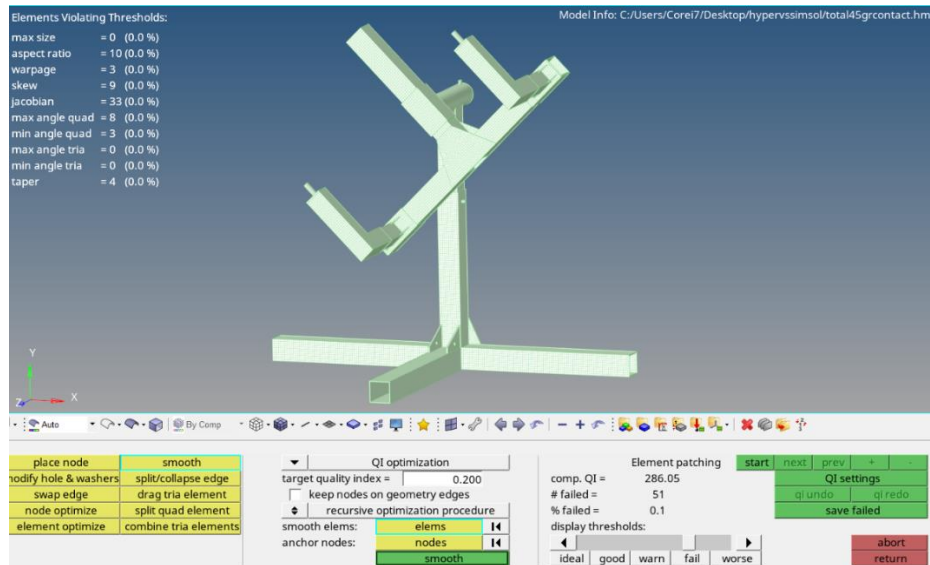 Elements Violating Thresholds:
Model Info: C:/Users/Corei7/Desktop/hypervssimsol/total45grcontact.hm
max size = 0 (0.0 %)
aspect ratio = 10 (0.0 %)
warpage = 3 (0.0 %)
skew = 9 (0.0 %)
jacobian = 33 (0.0 %)
max angle quad = 8 (0.0 %)
min angle quad = 3 (0.0 %)
max angle tria = 0 (0.0 %)
min angle tria = 0 (0.0 %)
taper = 4 (0.0 %)
Y
Z X
Auto By Comp
place node smooth
modify hole & washers split/collapse edge
swap edge drag tria element
node optimize split quad element
element optimize combine tria elements
QI optimization
target quality index = 0.200
keep nodes on geometry edges
recursive optimization procedure
smooth elems: elems
anchor nodes: nodes
smooth
Element patching start next prev + -
comp. QI = 286.05 QI settings
# failed = 51 qi undo qi redo
% failed = 0.1 save failed
display thresholds:
abort
ideal good warn fail worse return